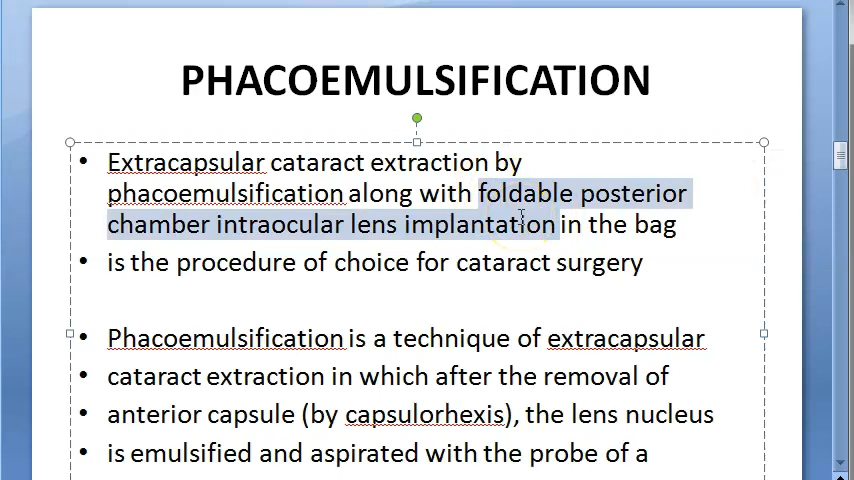 PHACOEMULSIFICATION
• Extracapsular cataract extraction by
phacoemulsification along with foldable posterior
chamber intraocular lens implantation in the bag
• is the procedure of choice for cataract surgery
• Phacoemulsification is a technique of extracapsular
• cataract extraction in which after the removal of
• anterior capsule (by capsulorhexis), the lens nucleus
• is emulsified and aspirated with the probe of a